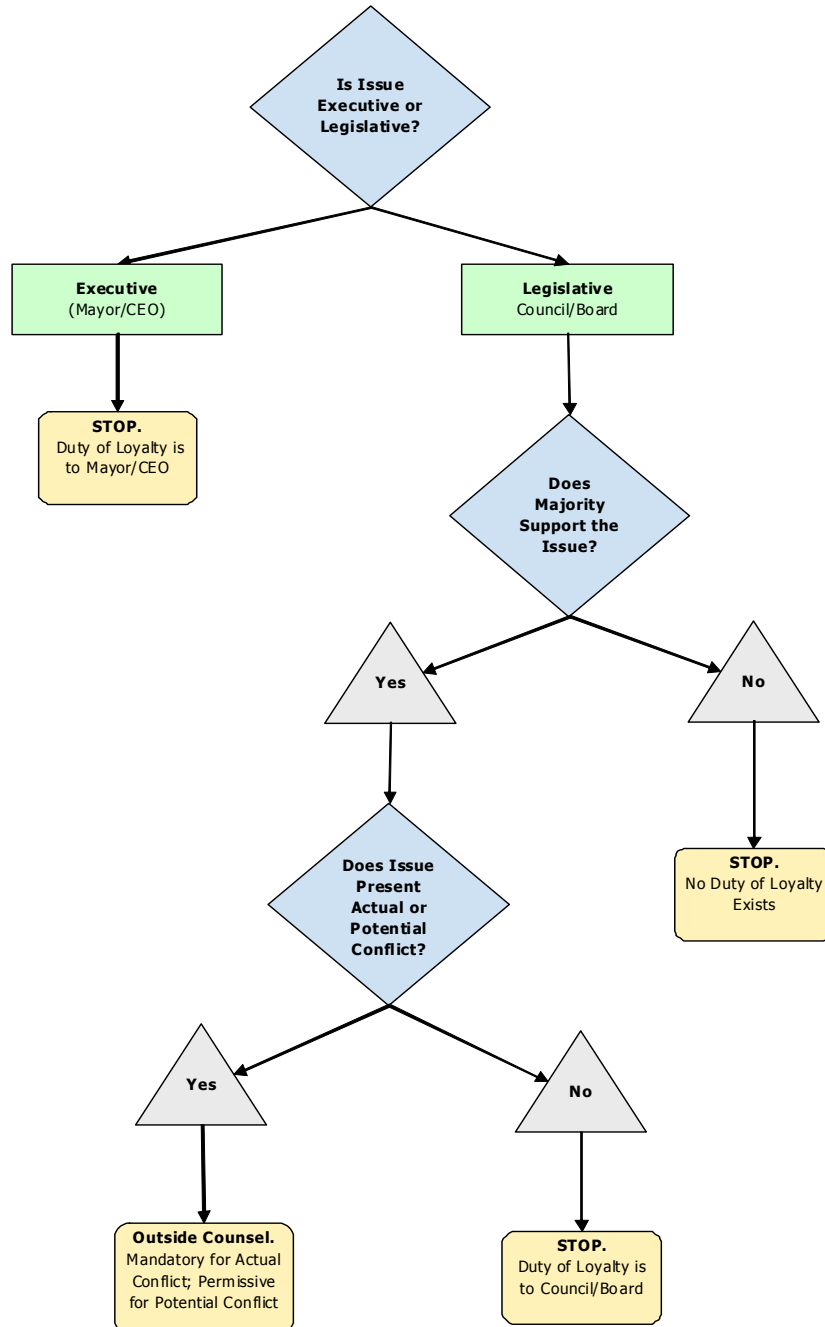 Is Issue
Executive or
Legislative?
Executive
(Mayor/CEO)
Legislative
Council/Board
STOP.
Duty of Loyalty is
to Mayor/CEO
Does
Majority
Support the
Issue?
Yes
No
Does Issue
Present
Actual or
Potential
Conflict?
STOP.
No Duty of Loyalty
Exists
Yes
No
Outside Counsel.
Mandatory for Actual
Conflict; Permissive
for Potential Conflict
STOP.
Duty of Loyalty is
to Council/Board